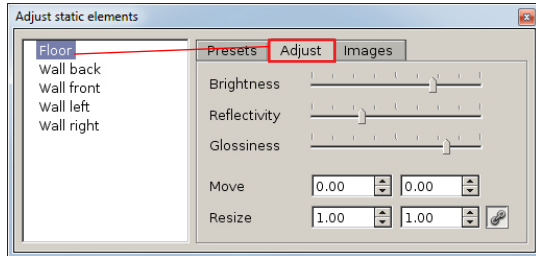 Adjust static elements
Floor
Wall back
Wall front
Wall left
Wall right
Presets Adjust Images
Brightness
Reflectivity
Glossiness
Move 0.00 0.00
Resize 1.00 1.00